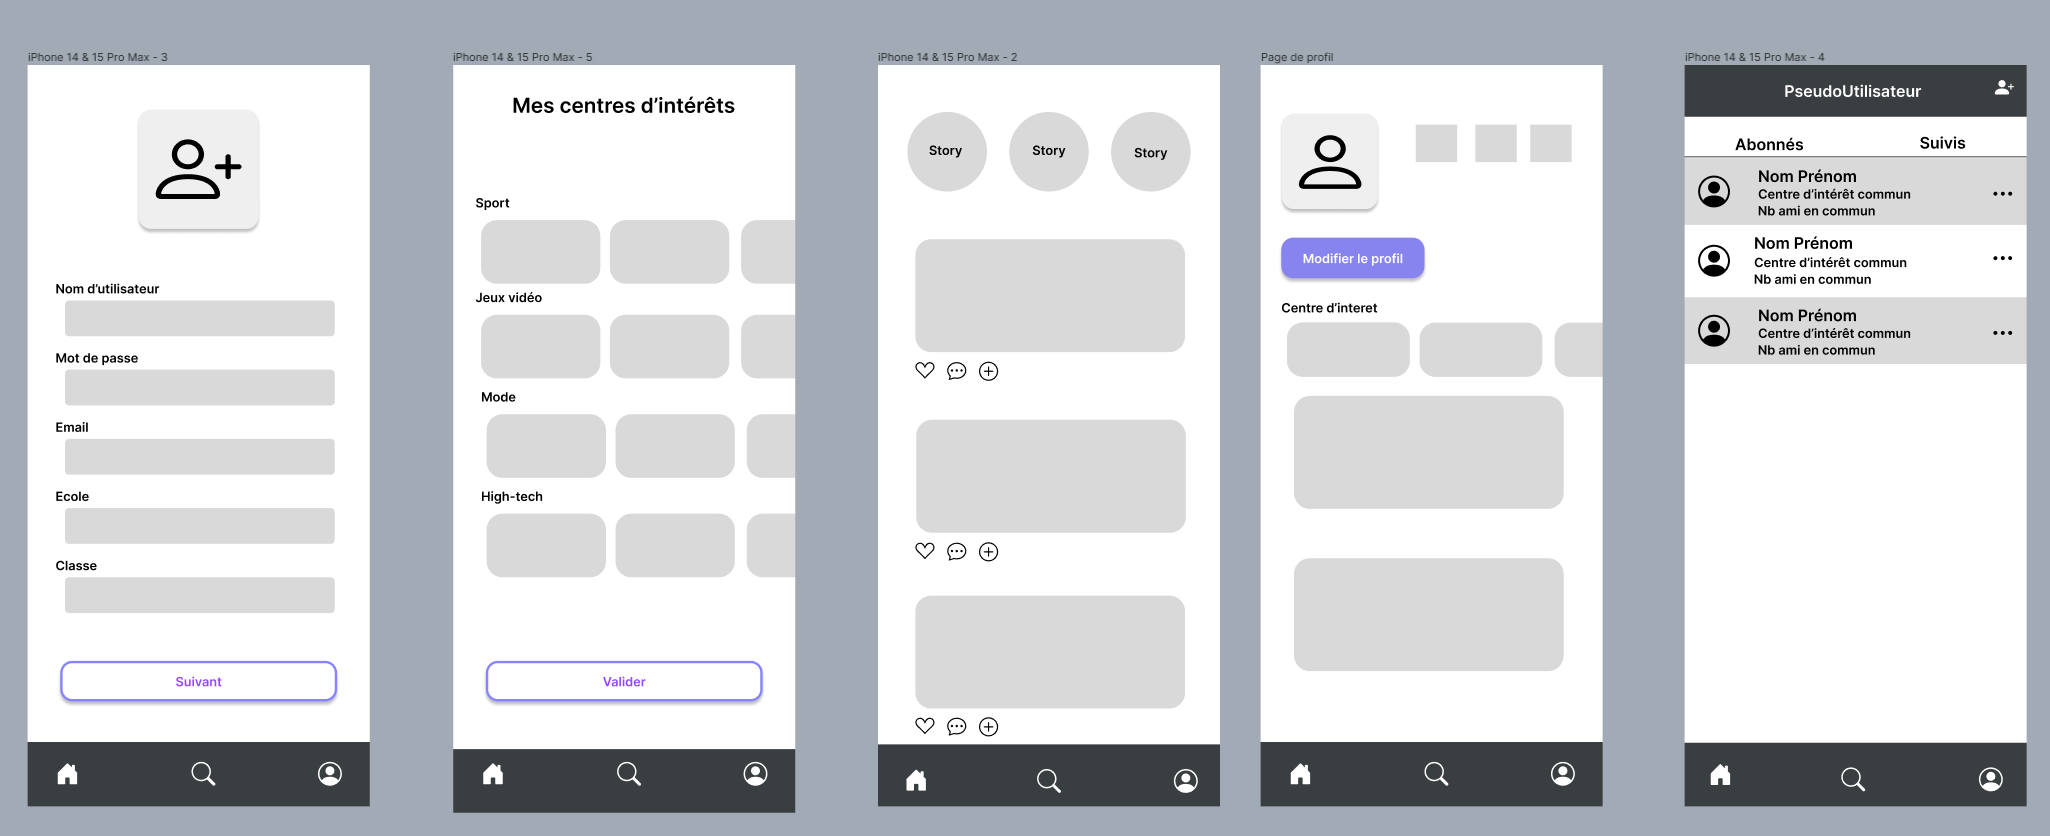 iPhone 14 & 15 Pro Max - 3
Nom d'utilisateur
Mot de passe
Email
Ecole
Classe
Suivant
iPhone 14 & 15 Pro Max - 5
Mes centres d'intérêts
Sport
Jeux vidéo
Mode
High-tech
Valider
iPhone 14 & 15 Pro Max - 2
Story
Story
Story
Page de profil
Modifier le profil
Centre d'interet
iPhone 14 & 15 Pro Max - 4
PseudoUtilisateur
Abonnés
Suivis
Nom Prénom
Centre d'intérêt commun
Nb ami en commun
Nom Prénom
Centre d'intérêt commun
Nb ami en commun
Nom Prénom
Centre d'intérêt commun
Nb ami en commun